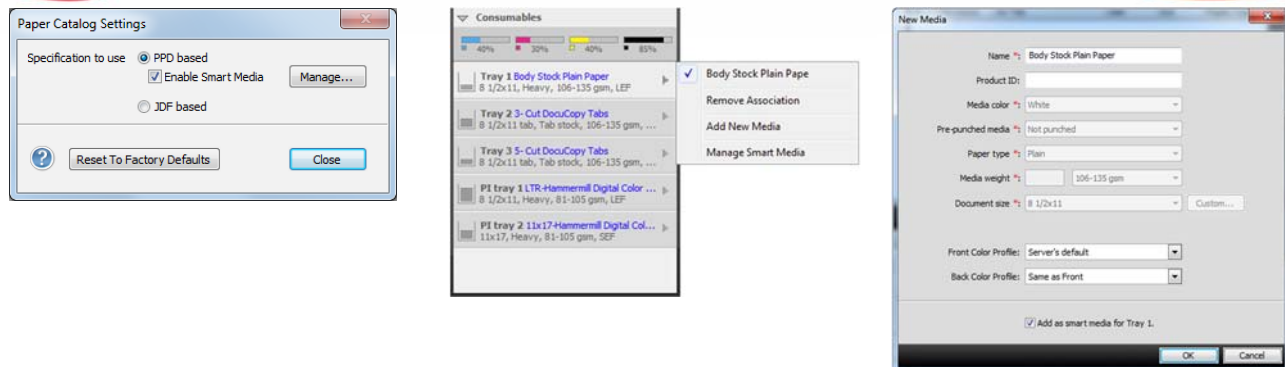 Paper Catalog Settings
Specification to use
PPD based
Enable Smart Media
Manage...
JDF based
Reset To Factory Defaults
Close
Consumables
40%
30%
40%
85%
Tray 1 Body Stock Plain Paper
8 1/2x11, Heavy, 106-135 gsm, LEF
Tray 2 3- Cut DocuCopy Tabs
8 1/2x11 tab, Tab stock, 106-135 gsm, ...
Tray 3 5- Cut DocuCopy Tabs
8 1/2x11 tab, Tab stock, 106-135 gsm, ...
PI tray 1 LTR-Hammermill Digital Color ...
8 1/2x11, Heavy, 81-105 gsm, LEF
PI tray 2 11x17-Hammermill Digital Col...
11x17, Heavy, 81-105 gsm, SEF
Body Stock Plain Pape
Remove Association
Add New Media
Manage Smart Media
New Media
Name *: Body Stock Plain Paper
Product ID:
Media color *: White
Pre-punched media *: Not punched
Paper type *: Plain
Media weight *: 106-135 gsm
Document size *: 8 1/2x11 Custom...
Front Color Profile: Server's default
Back Color Profile: Same as Front
Add as smart media for Tray 1.
OK Cancel